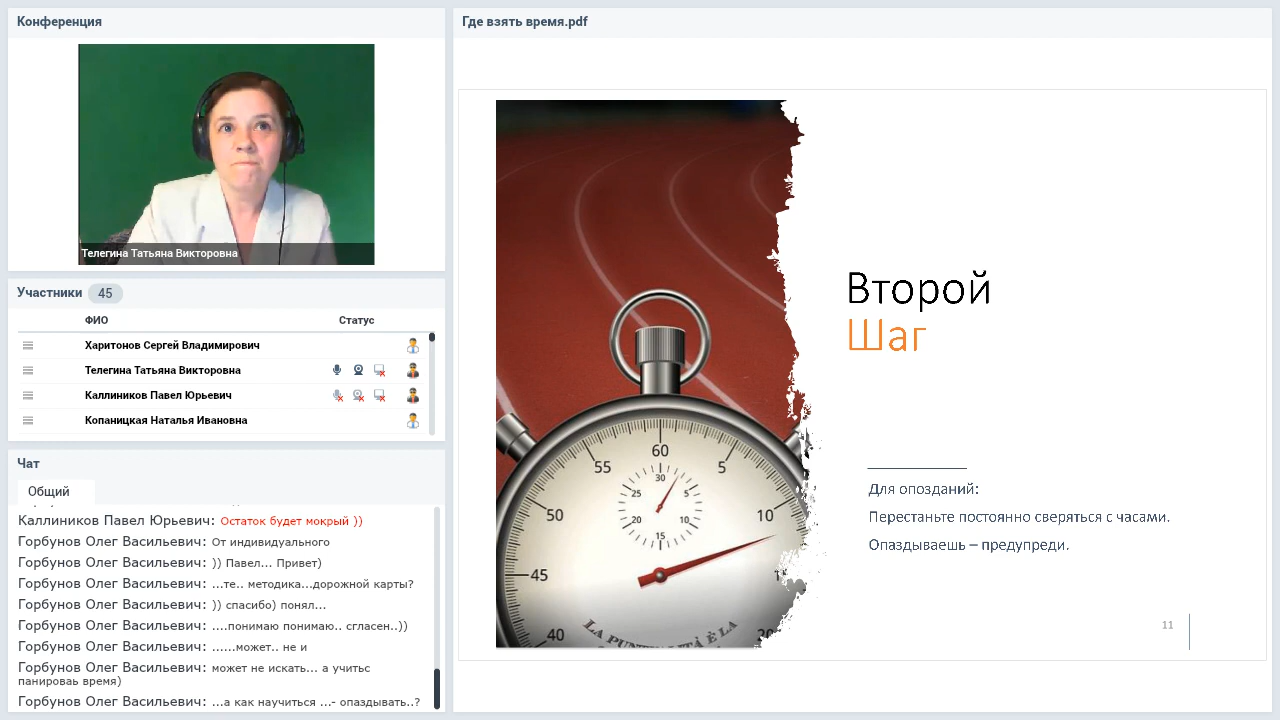 Конференция
Телегина Татьяна Викторовна
Участники 45
ФИО Статус
Харитонов Сергей Владимирович
Телегина Татьяна Викторовна
Каллиников Павел Юрьевич
Копаницкая Наталья Ивановна
Чат
Общий
Каллиников Павел Юрьевич: Остаток будет мокрый ))
Горбунов Олег Васильевич: От индивидуального
Горбунов Олег Васильевич: )) Павел... Привет)
Горбунов Олег Васильевич: ...те.. методика...дорожной карты?
Горбунов Олег Васильевич: )) спасибо) понял...
Горбунов Олег Васильевич: ....понимаю понимаю.. сгласен..))
Горбунов Олег Васильевич: ......может.. не и
Горбунов Олег Васильевич: может не искать... а учитьс
панироваь время)
Горбунов Олег Васильевич: ...а как научиться ...- опаздывать..?
Где взять время.pdf
60
55 5
30
25 5
50 10
20 10
15
45
40 20
LA PUNTUALITÁ È LA
Второй
Шаг
Для опозданий:
Перестаньте постоянно сверяться с часами.
Опаздываешь – предупреди.
11